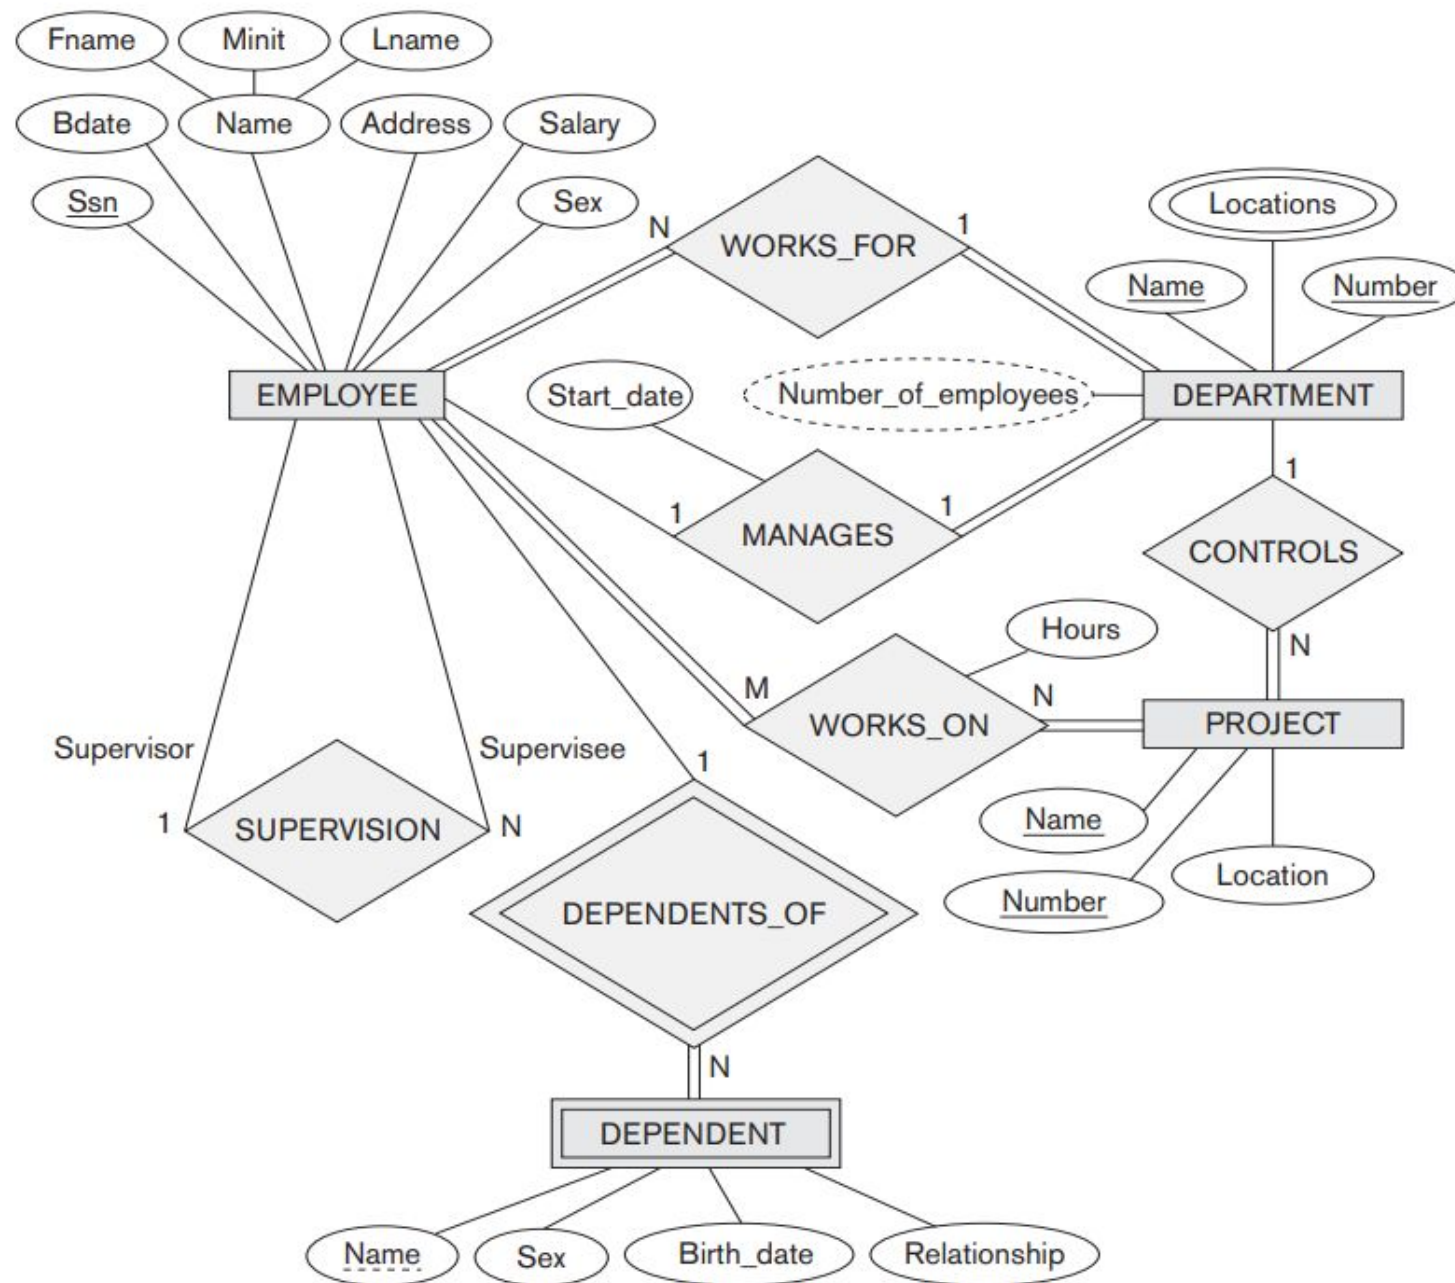 Fname
Minit
Lname
Bdate
Name
Address
Salary
Ssn
Sex
WORKS_FOR
N
1
Locations
Name
Number
EMPLOYEE
Start_date
Number_of_employees
DEPARTMENT
1
MANAGES
1
1
CONTROLS
N
Hours
M
WORKS_ON
N
PROJECT
Name
Number
Location
Supervisor
Supervisee
1
SUPERVISION
N
1
DEPENDENTS_OF
N
DEPENDENT
Name
Sex
Birth_date
Relationship